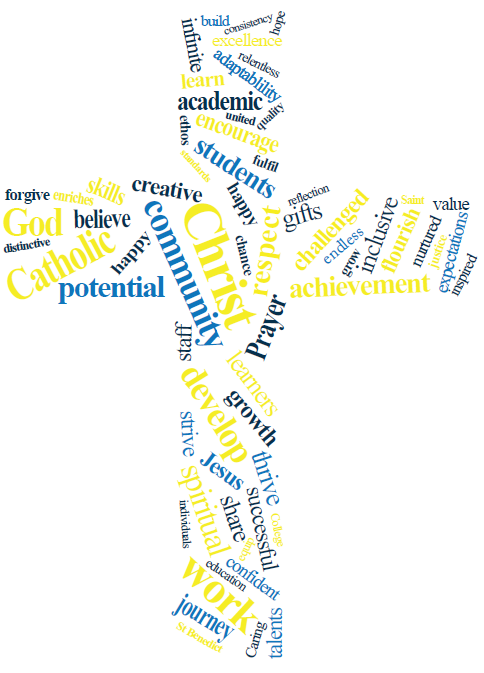 build
consistency
hope
infinite
excellence
adaptablility
relentless
learn
academic
quality
ethos
encourage
united
students
standards
fulfil
forgive
enriches
skills
creative
happy
reflection
gifts
God
believe
distinctive
Catholic
happy
potential
community
Christ
chance
respect
Prayer
challenged
endless
grow
inclusive
Saint
flourish
value
nurtured
justice
expectations
inspired
achievement
staff
learners
develop
growth
strive
Jesus
thrive
spiritual
share
successful
individuals
College
education
confident
work
journey
St Benedict
Caring
talents